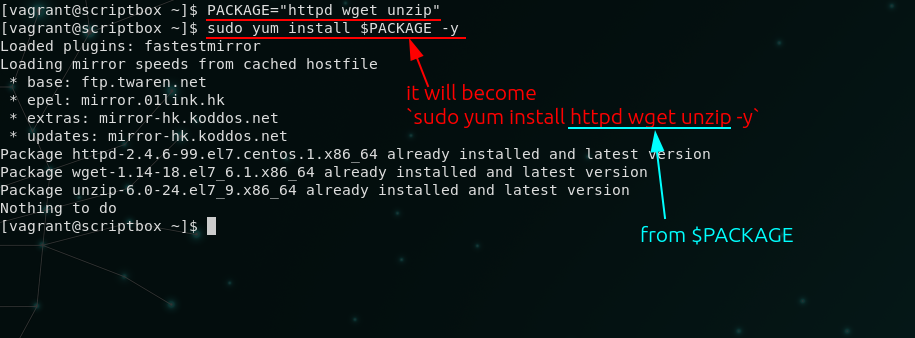 [vagrant@scriptbox ~]$ PACKAGE="httpd wget unzip"
[vagrant@scriptbox ~]$ sudo yum install $PACKAGE -y
Loaded plugins: fastestmirror
Loading mirror speeds from cached hostfile
 * base: ftp.twaren.net
 * epel: mirror.01link.hk
 * extras: mirror-hk.koddos.net
 * updates: mirror-hk.koddos.net
Package httpd-2.4.6-99.el7.centos.1.x86_64 already installed and latest version
Package wget-1.14-18.el7_6.1.x86_64 already installed and latest version
Package unzip-6.0-24.el7_9.x86_64 already installed and latest version
Nothing to do
[vagrant@scriptbox ~]$
it will become
`sudo yum install httpd wget unzip -y`
from $PACKAGE